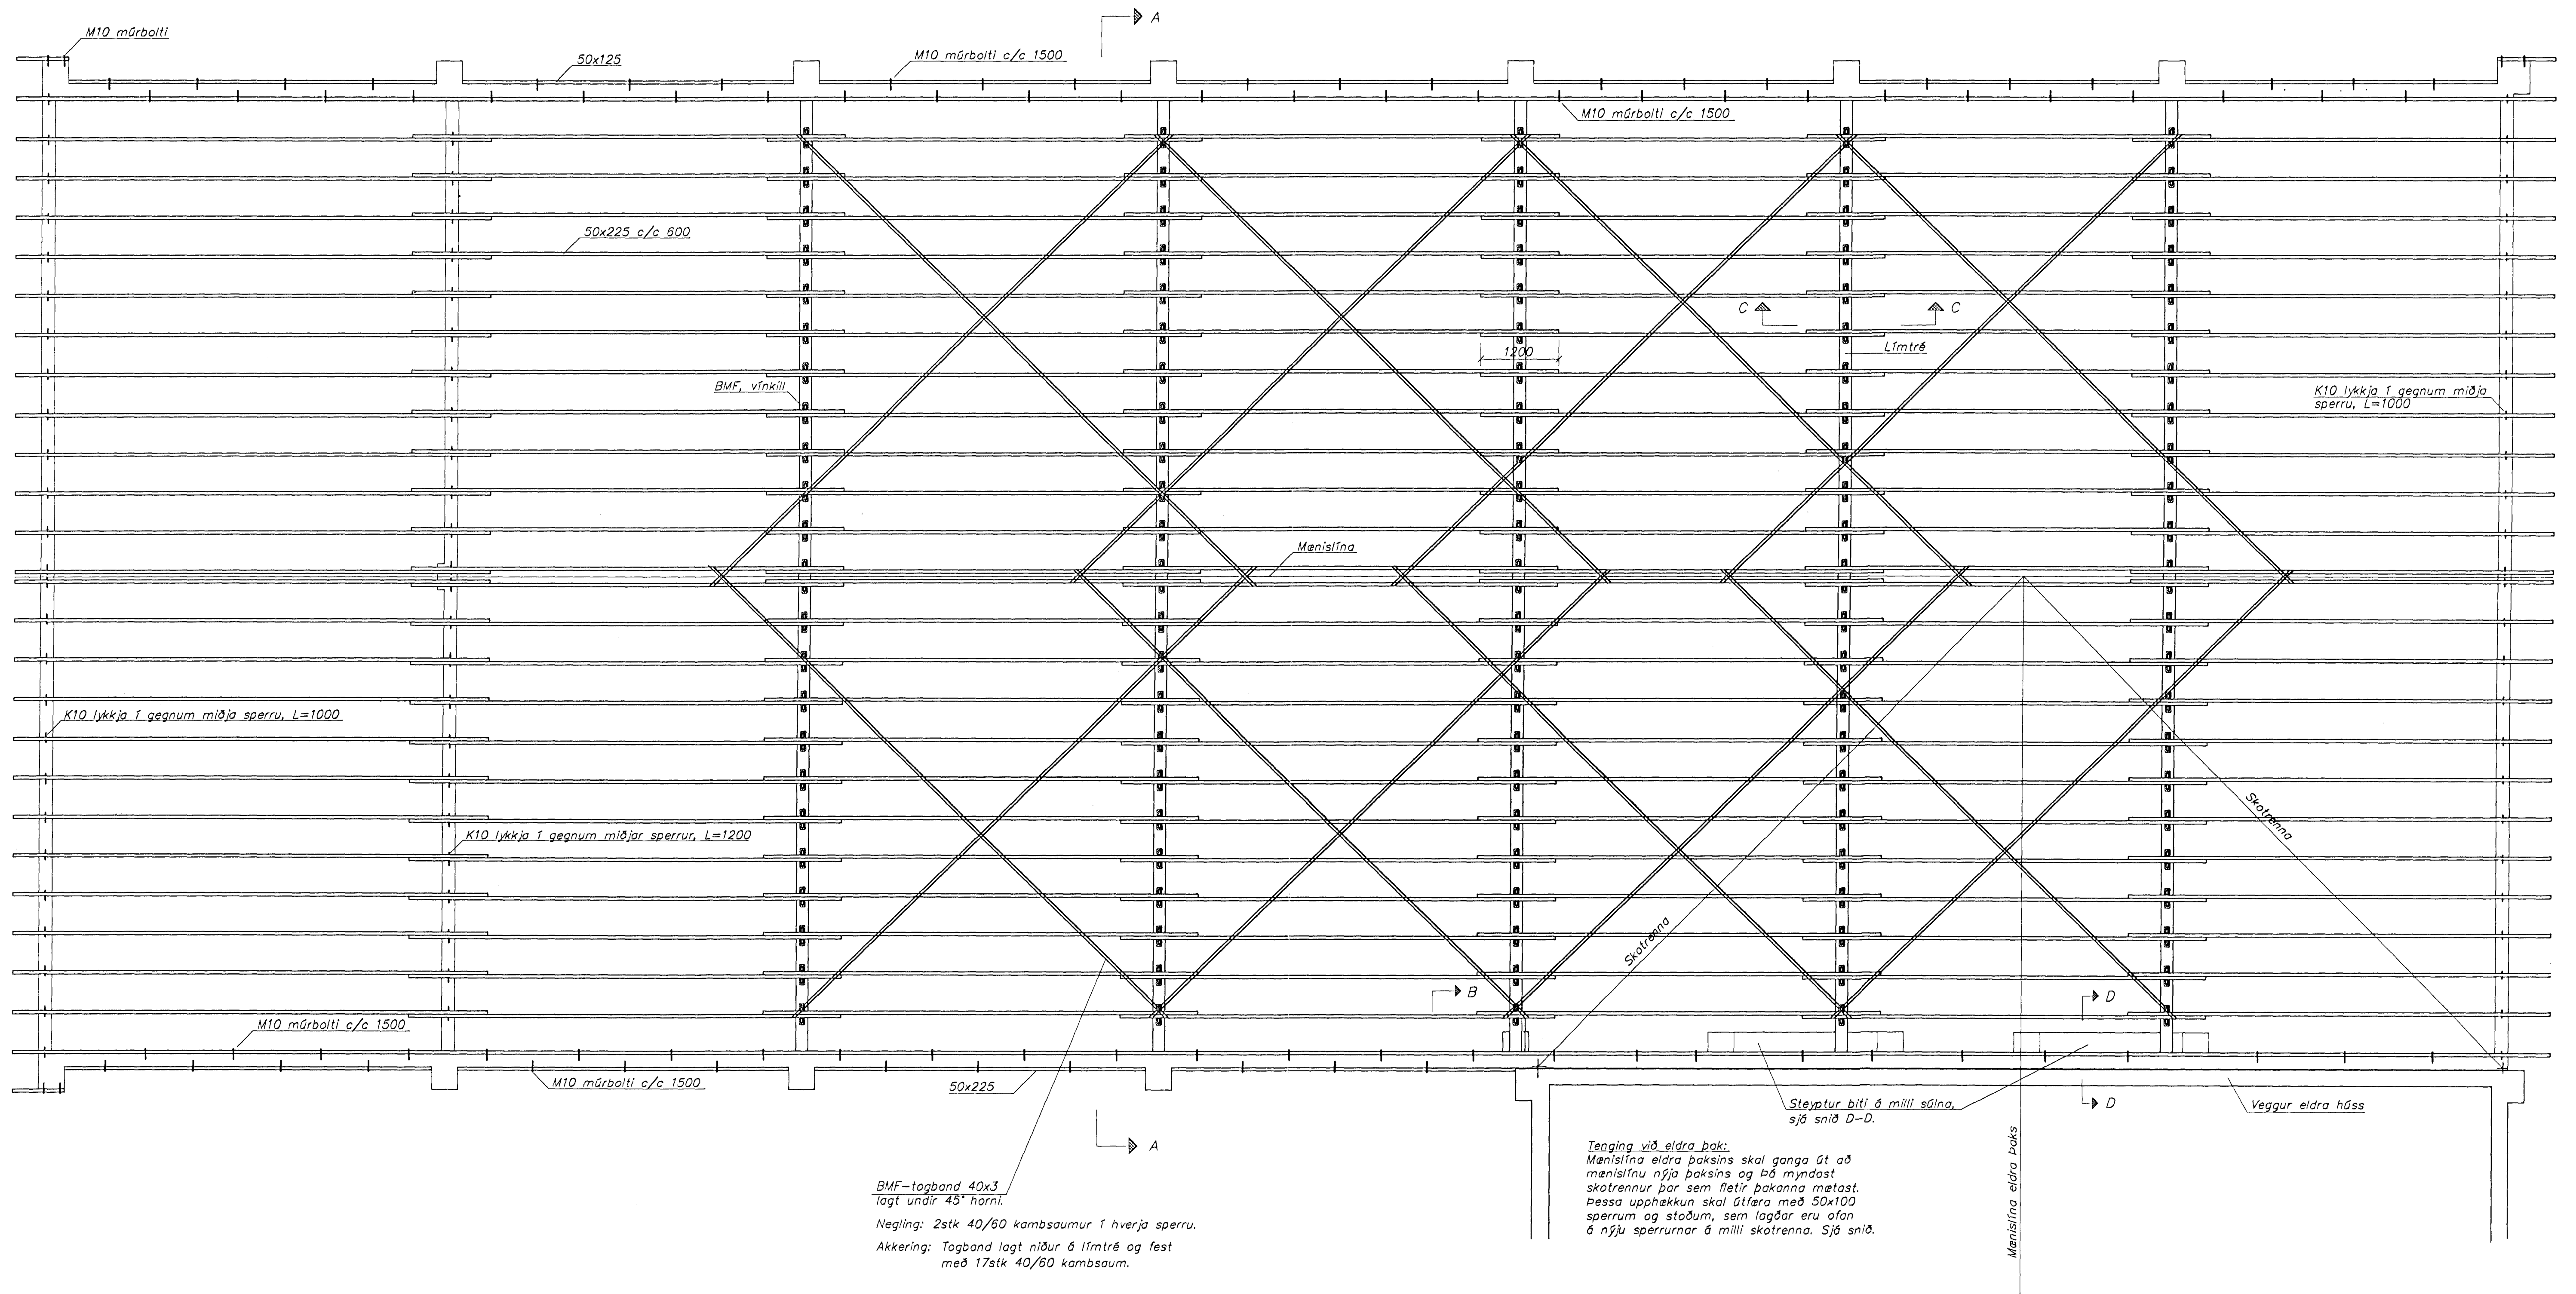 A
M10 múrbolti
50x125
M10 múrbolti c/c 1500
M10 múrbolti c/c 1500
50x225 c/c 600
C
C
1200
Límtré
BMF, vínkill
K10 lykkja í gegnum miðja
sperru, L=1000
Mænislína
K10 lykkja í gegnum miðja sperru, L=1000
K10 lykkja í gegnum miðjar sperrur, L=1200
Skotrenna
Skotrenna
B
D
M10 múrbolti c/c 1500
M10 múrbolti c/c 1500
50x225
Steyptur biti á milli súlna,
sjá snið D-D.
D
Veggur eldra húss
A
Mænislína eldra þaks
Tenging við eldra þak:
Mænislína eldra þaksins skal ganga út að
mænislínu nýja þaksins og Þá myndast
skotrennur þar sem fletir þakanna mætast.
Þessa upphækkun skal útfæra með 50x100
sperrum og stoðum, sem lagðar eru ofan
á nýju sperrurnar á milli skotrenna. Sjá snið.
BMF-togband 40x3
lagt undir 45° horni.
Negling: 2stk 40/60 kambsaumur í hverja sperru.
Akkering: Togband lagt niður á límtré og fest
með 17stk 40/60 kambsaum.